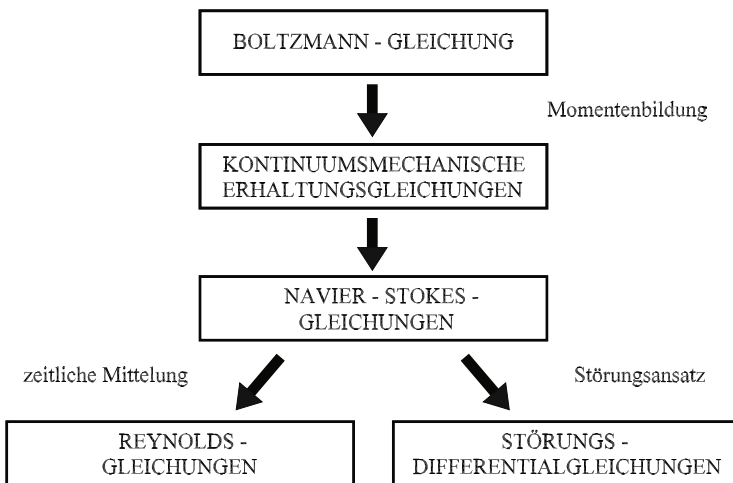 BOLTZMANN - GLEICHUNG
Momentenbildung
KONTINUUMSMECHANISCHE
ERHALTUNGSGLEICHUNGEN
NAVIER - STOKES -
GLEICHUNGEN
zeitliche Mittelung
Störungsansatz
REYNOLDS -
GLEICHUNGEN
STÖRUNGS -
DIFFERENTIALGLEICHUNGEN